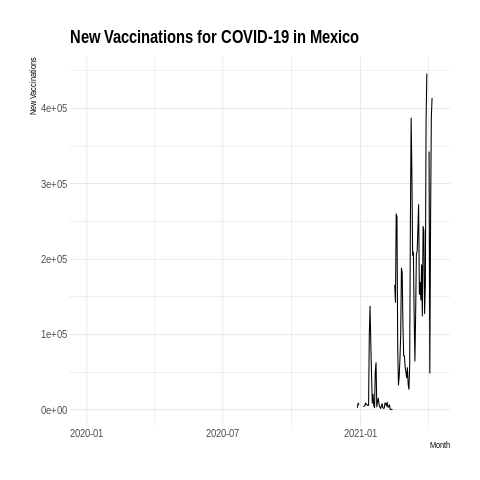 New Vaccinations for COVID-19 in Mexico
New Vaccinations
4e+05
3e+05
2e+05
1e+05
0e+00
2020-01
2020-07
2021-01
Month